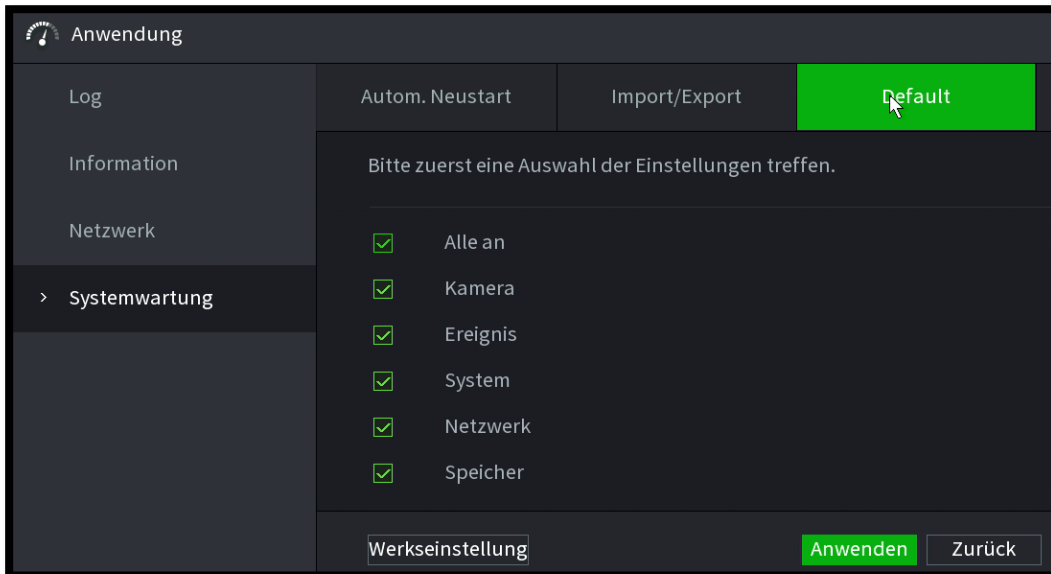 Anwendung
Log
Information
Netzwerk
> Systemwartung
Autom. Neustart
Import/Export
Default
Bitte zuerst eine Auswahl der Einstellungen treffen.
Alle an
Kamera
Ereignis
System
Netzwerk
Speicher
Werkseinstellung
Anwenden
Zurück